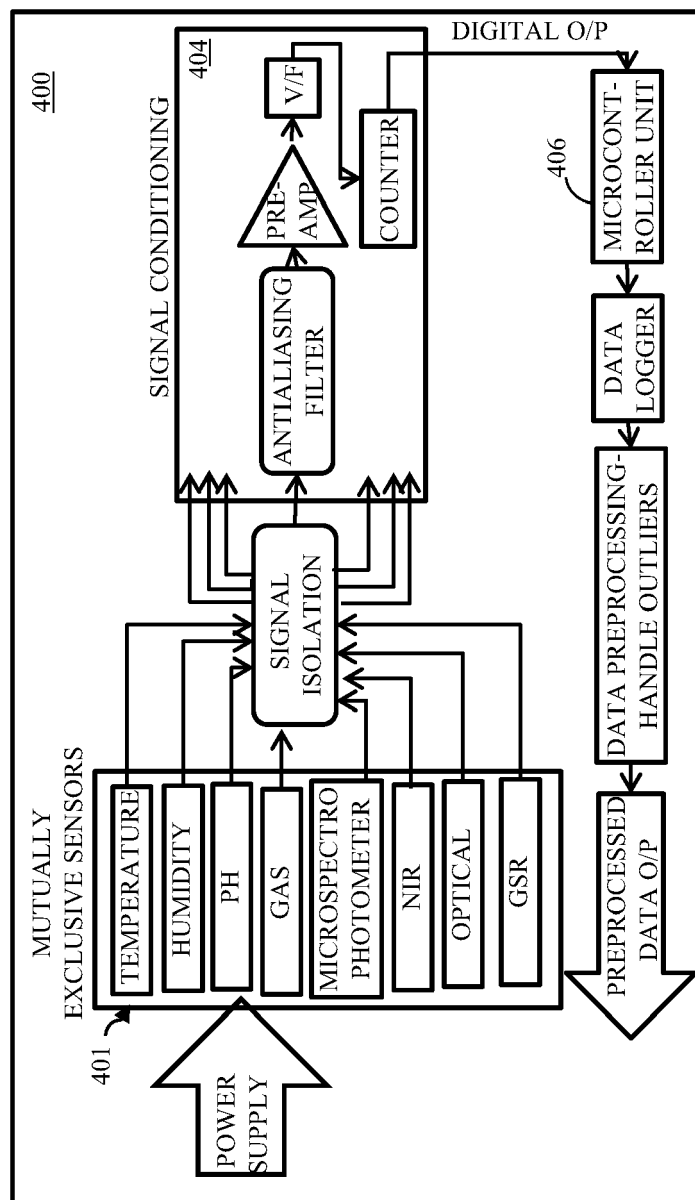 400
MUTUALLY
EXCLUSIVE SENSORS
401
POWER
SUPPLY
TEMPERATURE
HUMIDITY
PH
GAS
MICROSPECTRO
PHOTOMETER
NIR
OPTICAL
GSR
SIGNAL
ISOLATION
SIGNAL CONDITIONING
404
ANTIALIASING
FILTER
PRE-
AMP
V/F
COUNTER
DIGITAL O/P
406
MICROCONT-
ROLLER UNIT
DATA
LOGGER
DATA PREPROCESSING-
HANDLE OUTLIERS
PREPROCESSED
DATA O/P